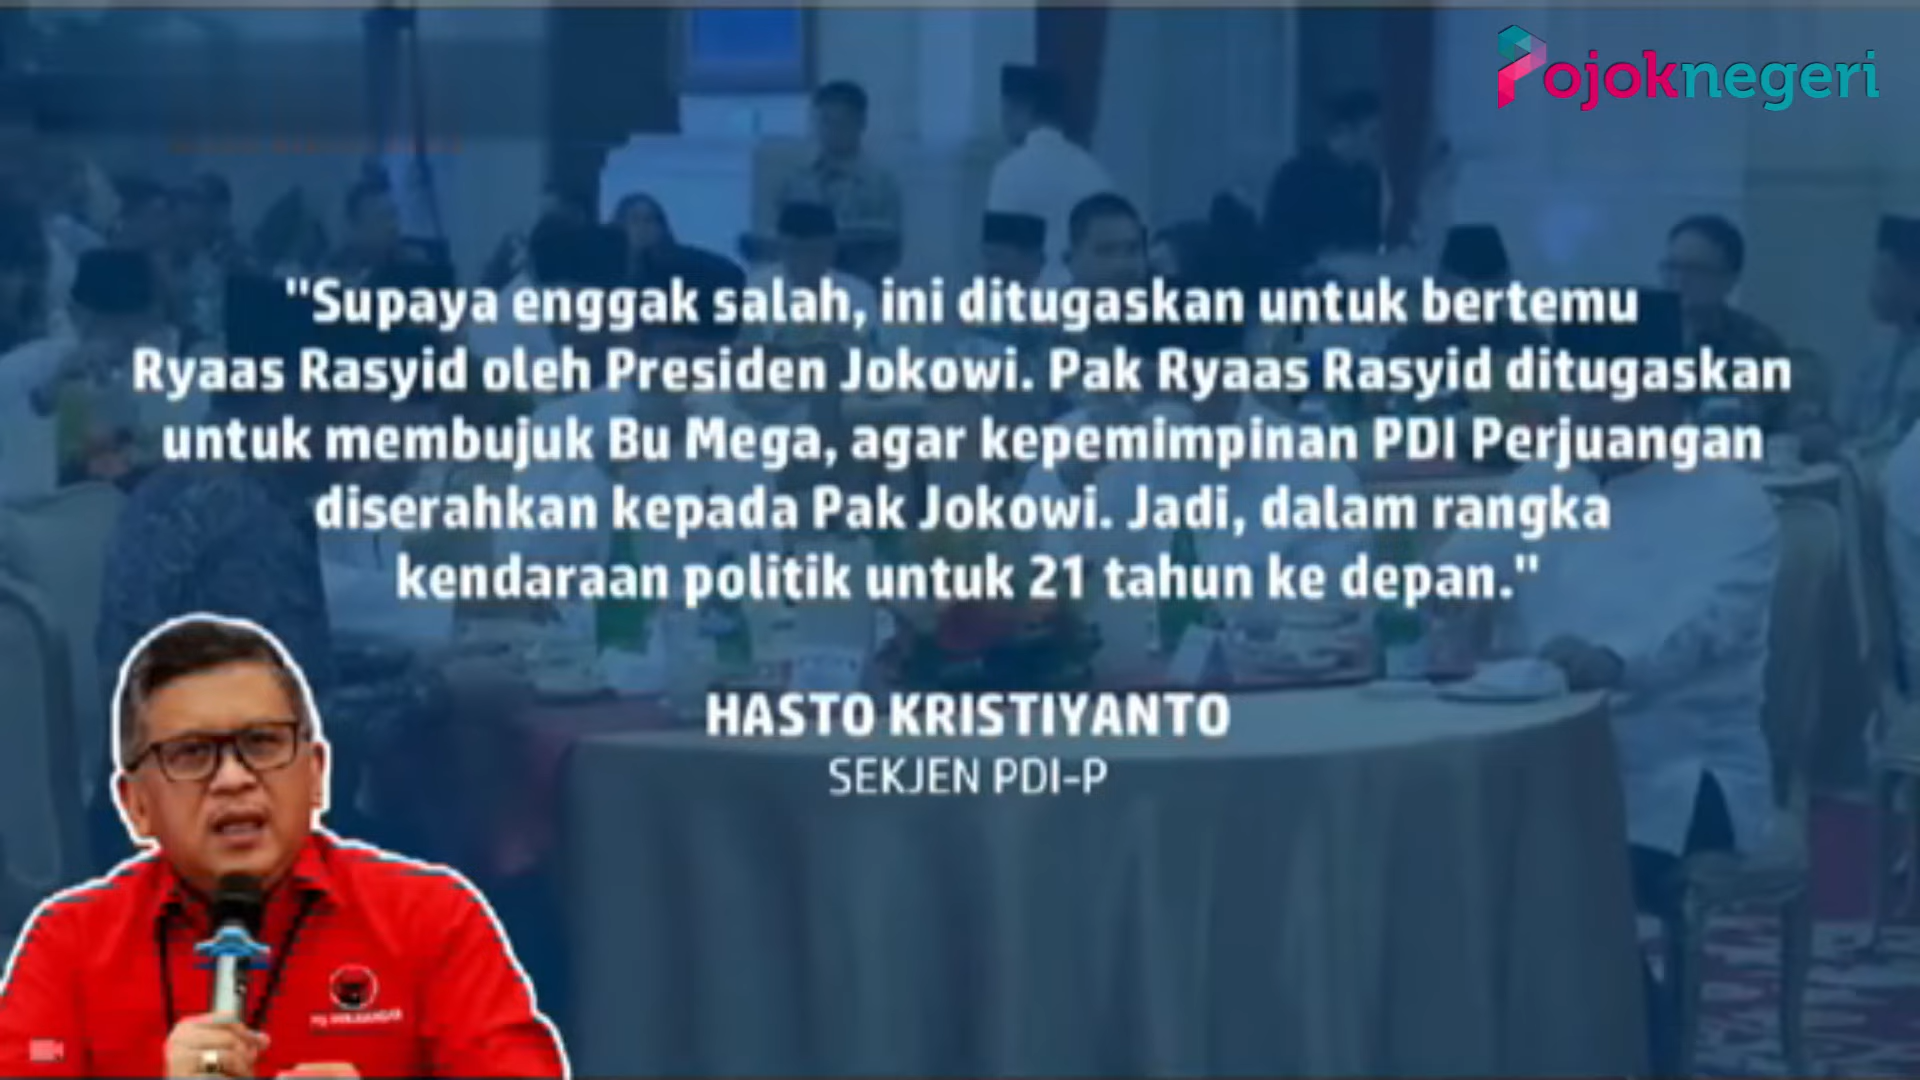 Pojoknegeri
"Supaya enggak salah, ini ditugaskan untuk bertemu
Ryaas Rasyid oleh Presiden Jokowi. Pak Ryaas Rasyid ditugaskan
untuk membujuk Bu Mega, agar kepemimpinan PDI Perjuangan
diserahkan kepada Pak Jokowi. Jadi, dalam rangka
kendaraan politik untuk 21 tahun ke depan."
HASTO KRISTIYANTO
SEKJEN PDI-P